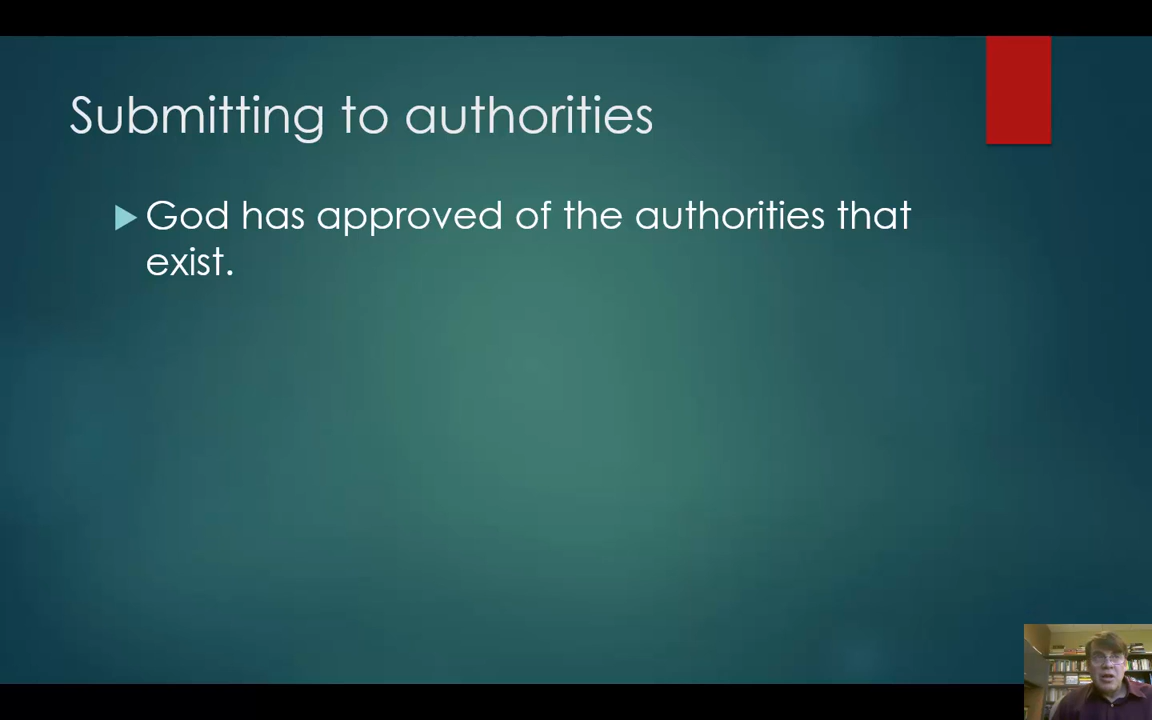 Submitting to authorities
God has approved of the authorities that
exist.